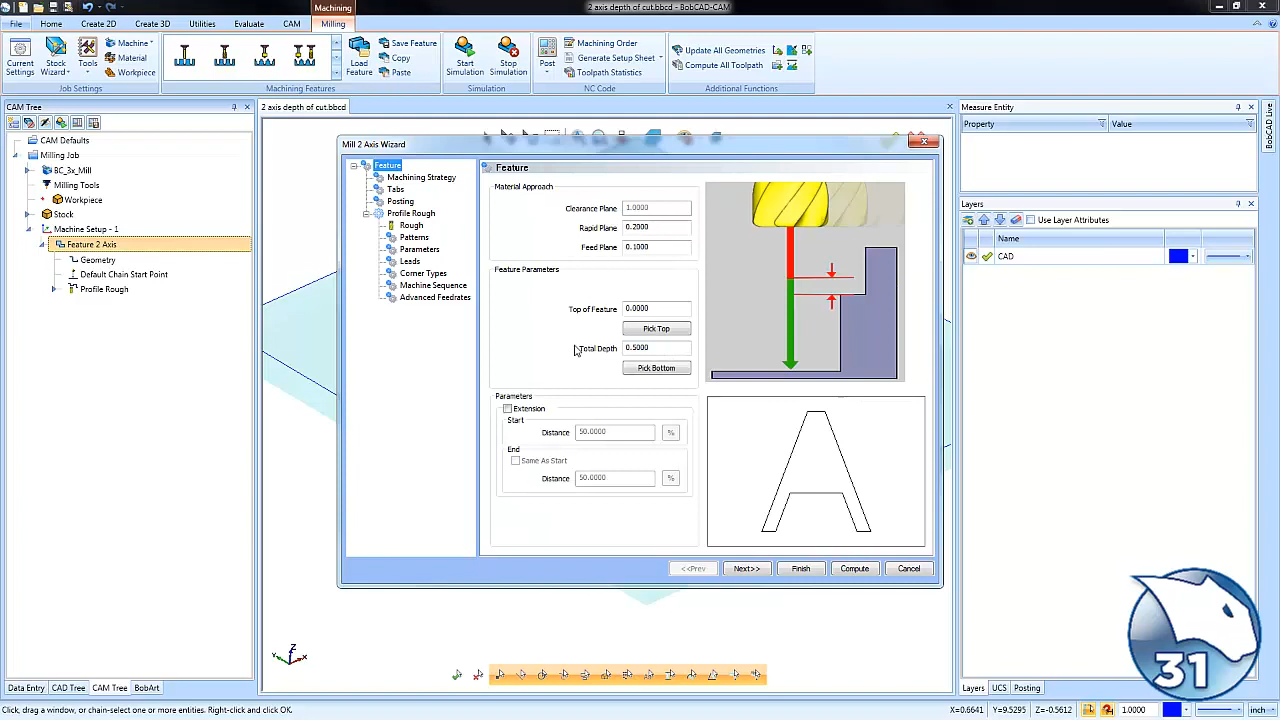 2 axis depth of cut.bbcd - BobCAD-CAM
Machining
File Home Create 2D Create 3D Utilities Evaluate CAM Milling
Current Settings
Stock Wizard
Tools
Machine
Material
Workpiece
Job Settings
Load Feature
Save Feature
Copy
Paste
Machining Features
Start Simulation
Stop Simulation
Simulation
Post
Machining Order
Generate Setup Sheet
Toolpath Statistics
NC Code
Update All Geometries
Compute All Toolpath
Additional Functions
CAM Tree
CAM Defaults
Milling Job
BC_3x_Mill
Milling Tools
Workpiece
Stock
Machine Setup - 1
Feature 2 Axis
Geometry
Default Chain Start Point
Profile Rough
Data Entry CAD Tree CAM Tree BobArt
2 axis depth of cut.bbcd
Mill 2 Axis Wizard
Feature
Machining Strategy
Tabs
Posting
Profile Rough
Rough
Patterns
Parameters
Leads
Corner Types
Machine Sequence
Advanced Feedrates
Feature
Material Approach
Clearance Plane 1.0000
Rapid Plane 0.2000
Feed Plane 0.1000
Feature Parameters
Top of Feature 0.0000
Pick Top
Total Depth 0.5000
Pick Bottom
Parameters
Extension
Start
Distance 50.0000 %
End
Same As Start
Distance 50.0000 %
<<Prev Next>> Finish Compute Cancel
Z
Y X
Measure Entity
Property Value
Layers
Use Layer Attributes
Name
CAD
BobCAD Live
31
Layers UCS Posting
Click, drag a window, or chain-select one or more entities. Right-click and click OK.
X=0.6641 Y=9.5295 Z=-0.5612 1.0000 inch